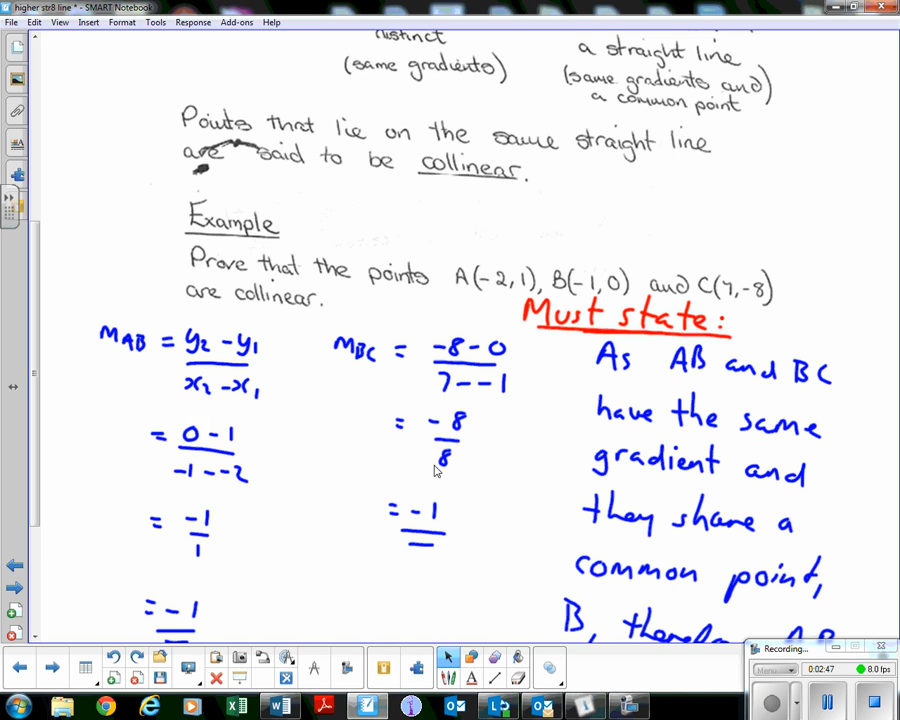 higher str8 line * - SMART Notebook
File Edit View Insert Format Tools Response Add-ons Help
distinct
(same gradients)
a straight line
(same gradients and)
a common point
Points that lie on the same straight line
are said to be collinear.
Example
Prove that the points A(-2,1), B(-1,0) and C(7,-8)
are collinear.
Must state:
MAB = y2 - y1
x2 - x1
= 0 - 1
-1 - -2
= -1
1
= -1
MBC = -8 - 0
7 - -1
= -8
8
= -1
As AB and BC
have the same
gradient and
they share a
common point,
B,
Recording...
Menu
0:02:47
8.0 fps